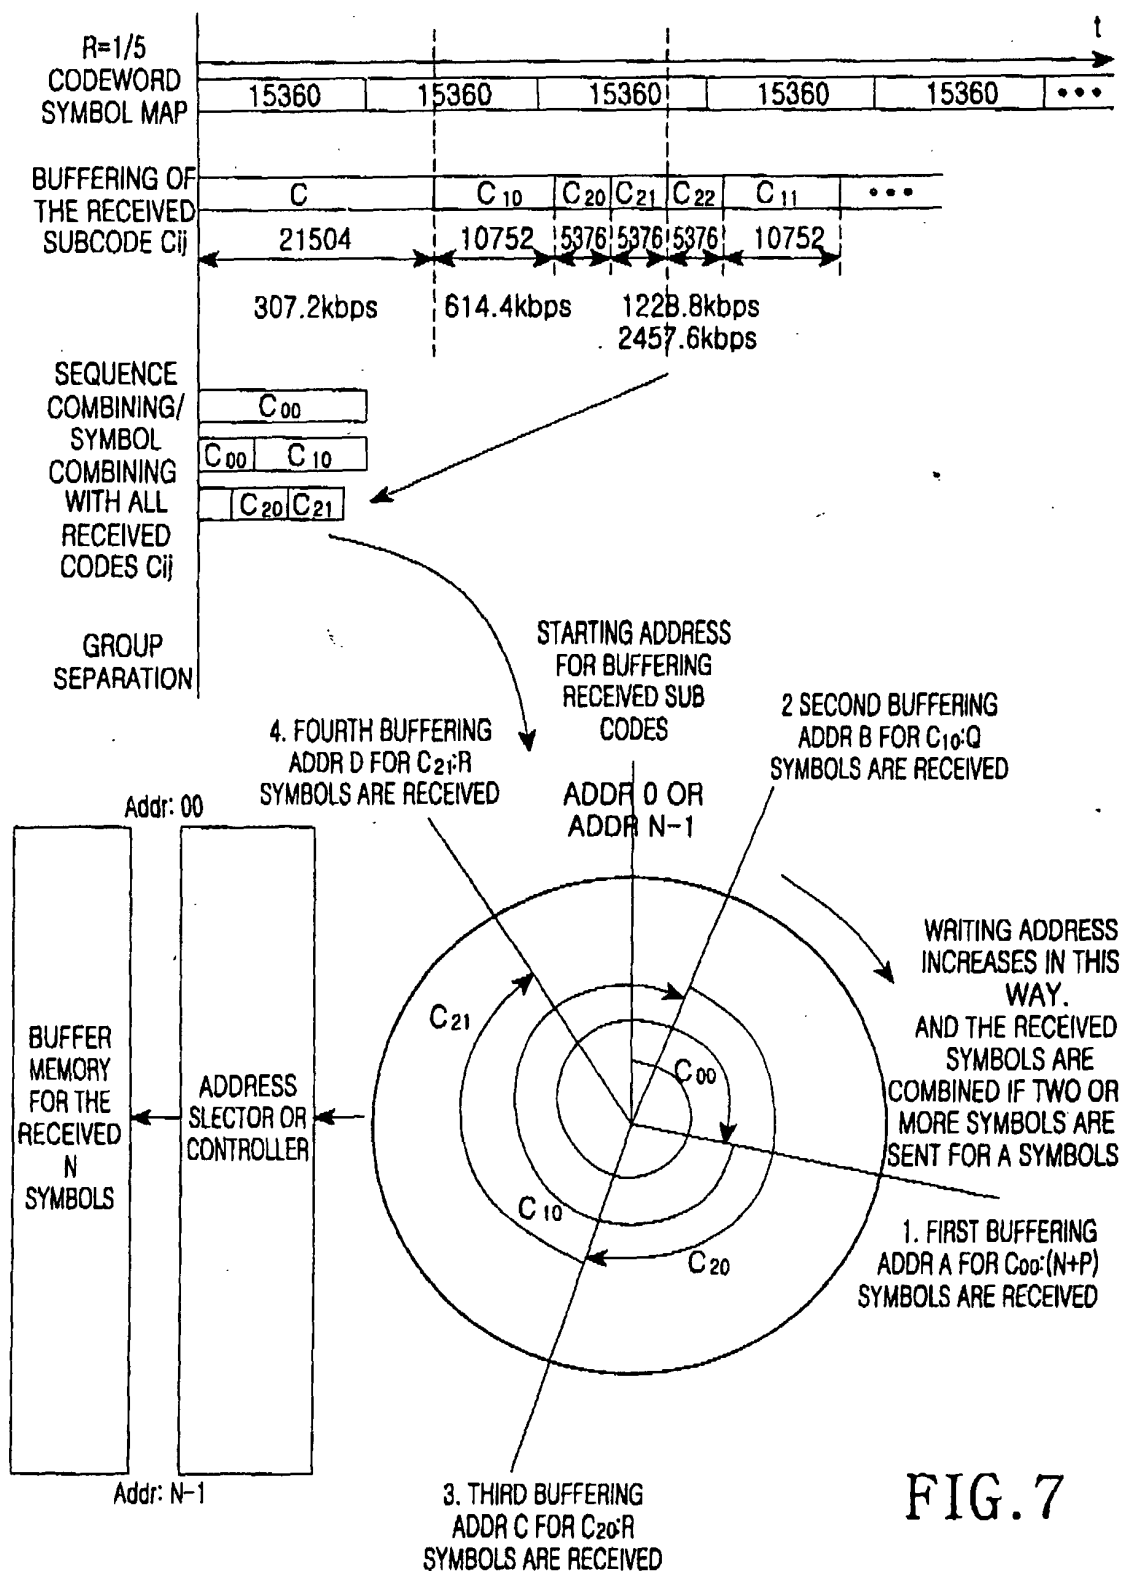 t
R=1/5
CODEWORD
SYMBOL MAP
15360 15360 15360 15360 15360 •••
BUFFERING OF
THE RECEIVED
SUBCODE Cij
C C10 C20 C21 C22 C11 •••
21504 10752 5376 5376 5376 10752
307.2kbps 614.4kbps 1228.8kbps
2457.6kbps
SEQUENCE
COMBINING/
SYMBOL
COMBINING
WITH ALL
RECEIVED
CODES Cij
C00
C00 C10
C20 C21
GROUP
SEPARATION
STARTING ADDRESS
FOR BUFFERING
RECEIVED SUB
CODES
ADDR 0 OR
ADDR N-1
2 SECOND BUFFERING
ADDR B FOR C10:Q
SYMBOLS ARE RECEIVED
4. FOURTH BUFFERING
ADDR D FOR C21:R
SYMBOLS ARE RECEIVED
Addr: 00
BUFFER
MEMORY
FOR THE
RECEIVED
N
SYMBOLS
ADDRESS
SLECTOR OR
CONTROLLER
Addr: N-1
C21
C00
C10
C20
WRITING ADDRESS
INCREASES IN THIS
WAY.
AND THE RECEIVED
SYMBOLS ARE
COMBINED IF TWO OR
MORE SYMBOLS ARE
SENT FOR A SYMBOLS
1. FIRST BUFFERING
ADDR A FOR C00:(N+P)
SYMBOLS ARE RECEIVED
3. THIRD BUFFERING
ADDR C FOR C20:R
SYMBOLS ARE RECEIVED
FIG.7